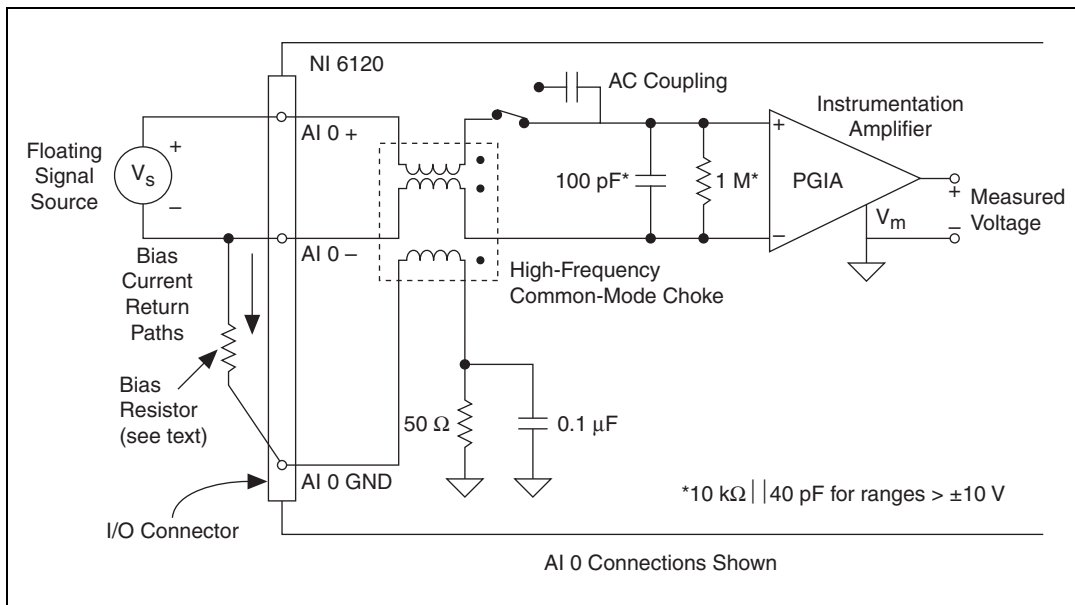 NI 6120
AC Coupling
Instrumentation
Amplifier
AI 0 +
Floating
Signal
Source
+
Vs
–
100 pF*
1 M*
+
PGIA
–
Vm
+
Measured
Voltage
–
AI 0 –
Bias
Current
Return
Paths
High-Frequency
Common-Mode Choke
Bias
Resistor
(see text)
50 Ω
0.1 µF
AI 0 GND
*10 kΩ||40 pF for ranges > ±10 V
I/O Connector
AI 0 Connections Shown